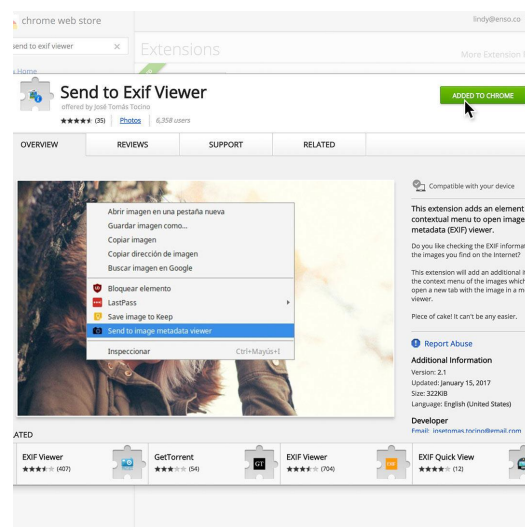 chrome web store
lindy@enso.co
send to exif viewer
×
Extensions
More Extension
Home
Send to Exif Viewer
offered by José Tomás Tocino
(35) Photos 6,358 users
ADDED TO CHROME
OVERVIEW REVIEWS SUPPORT RELATED
Abrir imagen en una pestaña nueva
Guardar imagen como...
Copiar imagen
Copiar dirección de imagen
Buscar imagen en Google
Bloquear elemento
LastPass
Save image to Keep
Send to image metadata viewer
Inspeccionar Ctrl+Mayús+I
Compatible with your device
This extension adds an element
contextual menu to open image
metadata (EXIF) viewer.
Do you like checking the EXIF informa
the images you find on the Internet?
This extension will add an additional i
the context menu of the images which
open a new tab with the image in a m
viewer.
Piece of cake! It can't be any easier.
Report Abuse
Additional Information
Version: 2.1
Updated: January 15, 2017
Size: 322KiB
Language: English (United States)
Developer
Email: josetomas.tocino@gmail.com
ATED
EXIF Viewer
(407)
GetTorrent
(54)
GT
EXIF Viewer
(704)
EXIF Quick View
(12)